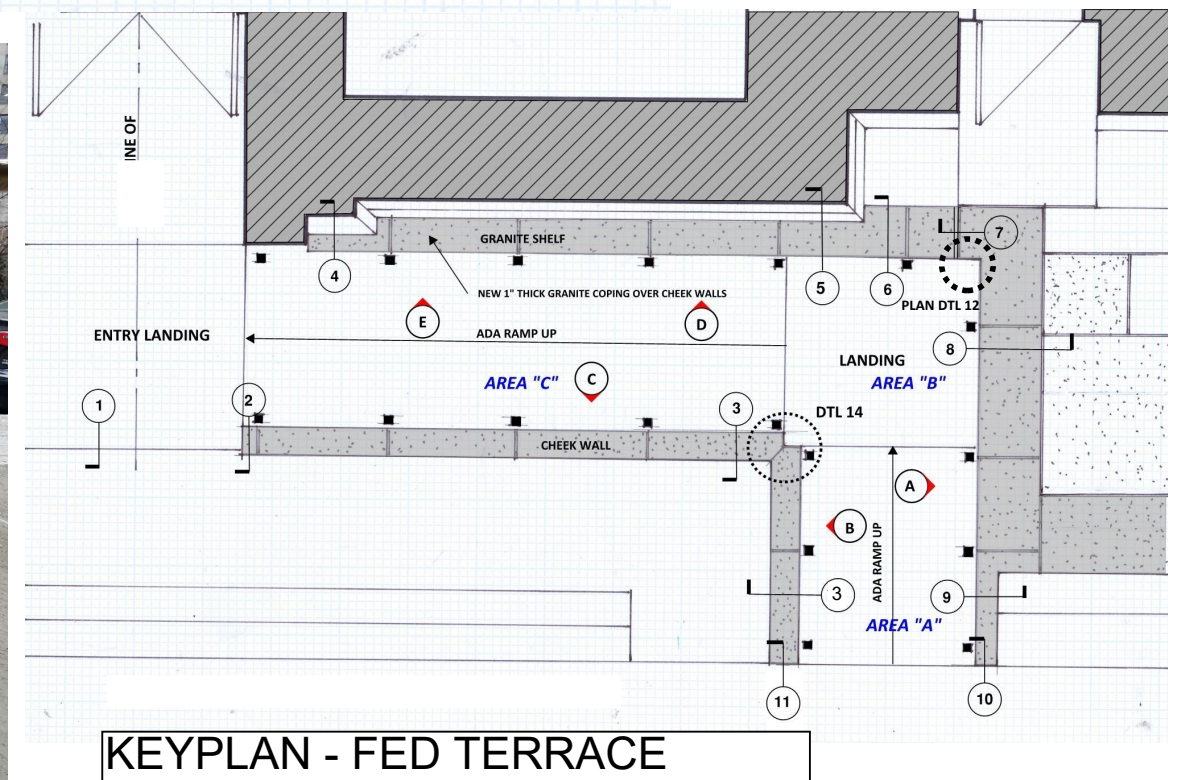 INE OF
GRANITE SHELF
4
5
6
7
NEW 1" THICK GRANITE COPING OVER CHEEK WALLS
PLAN DTL 12
E
D
ENTRY LANDING
ADA RAMP UP
LANDING
8
AREA "C"
C
AREA "B"
1
2
3
DTL 14
CHEEK WALL
A
B
ADA RAMP UP
3
9
AREA "A"
11
10
KEYPLAN - FED TERRACE